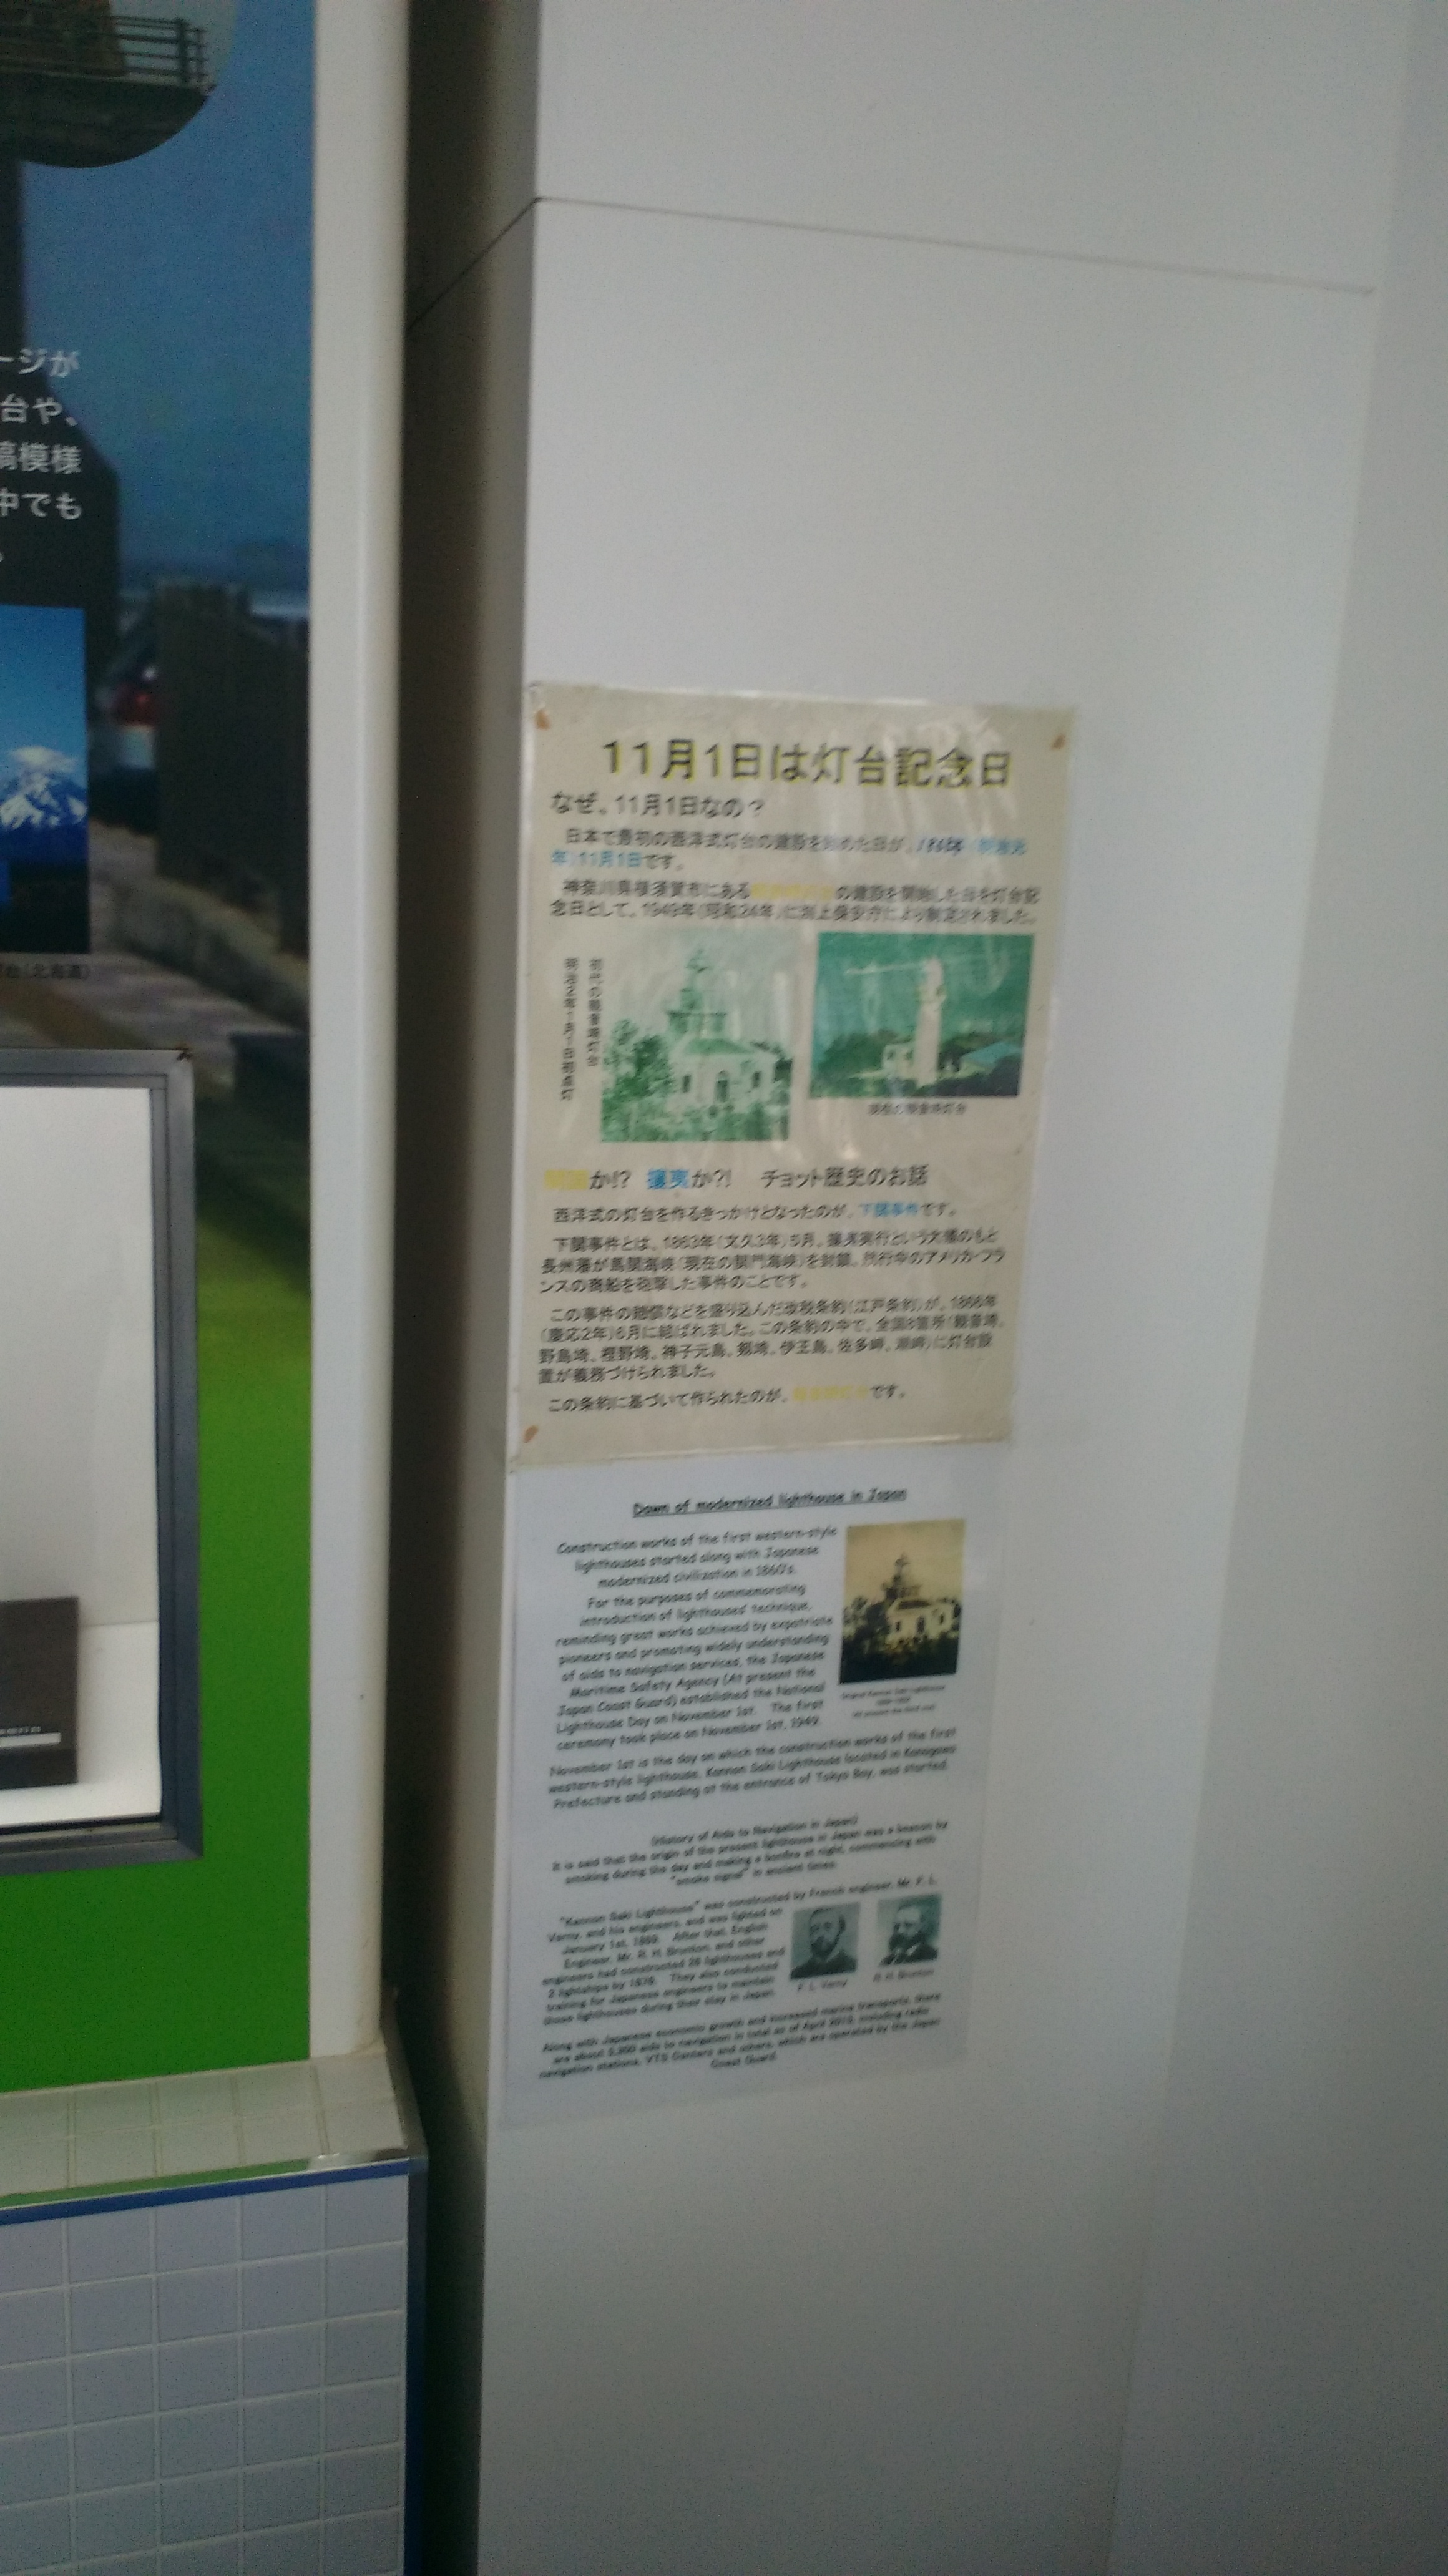 ージが
台や、
縞模様
中でも
。
台(北海道)
11月1日は灯台記念日
なぜ、11月1日なの?
日本で最初の西洋式灯台の建設を始めた日が、1868年(明治元
年)11月1日です。
神奈川県横須賀市にある の建設を開始した日を灯台記
念日として、1949年(昭和24年)に海上保安庁により制定されました。
初代の観音埼灯台
明治2年1月1日初点灯
現在の観音埼灯台
開国か!? 攘夷か?! チョット歴史のお話
西洋式の灯台を作るきっかけとなったのが、下関事件です。
下関事件とは、1863年(文久3年)5月、攘夷実行という大義のもと
長州藩が馬関海峡(現在の関門海峡)を封鎖、航行中のアメリカ・フラ
ンスの商船を砲撃した事件のことです。
この事件の賠償などを盛り込んだ改税条約(江戸条約)が、1866年
(慶応2年)6月に結ばれました。この条約の中で、全国8箇所(観音埼、
野島埼、樫野埼、神子元島、剱埼、伊王島、佐多岬、潮岬)に灯台設
置が義務づけられました。
この条約に基づいて作られたのが、 です。
Dawn of modernized lighthouse in Japan
Construction works of the first western-style
lighthouses started along with Japanese
modernized civilization in 1860's.
For the purposes of commemorating
introduction of lighthoused technique,
reminding great works achieved by expatriate
pioneers and promoting widely understanding
of aids to navigation services, the Japanese
Maritime Safety Agency (At present the
Japan Coast Guard) established the National
Lighthouse Day on November 1st. The first
ceremony took place on November 1st, 1949.
November 1st is the day on which the construction works of the first
western-style lighthouse, Kannon Saki Lighthouse located in Kanagawa
Prefecture and standing at the entrance of Tokyo Bay, was started.
(History of Aids to Navigation in Japan)
It is said that the origin of the present lighthouse in Japan was a beacon by
smoking during the day and making a bonfire at night, commencing with
"smoke signal" in ancient times.
"Kannon Saki Lighthouse" was constructed by French engineer, Mr. F. L.
Verny, and his engineers, and was lighted on
January 1st, 1869. After that, English
Engineer, Mr. R. H. Brunton, and other
engineers had constructed 26 lighthouses and
2 lightships by 1876. They also conducted
training for Japanese engineers to maintain
those lighthouses during their stay in Japan.
F. L. Verny
R. H. Brunton
Along with Japanese economic growth and increased marine transports, there
are about 5,300 aids to navigation in total as of April 2015, including radio
navigation stations, VTS Centers and others, which are operated by the Japan
Coast Guard.